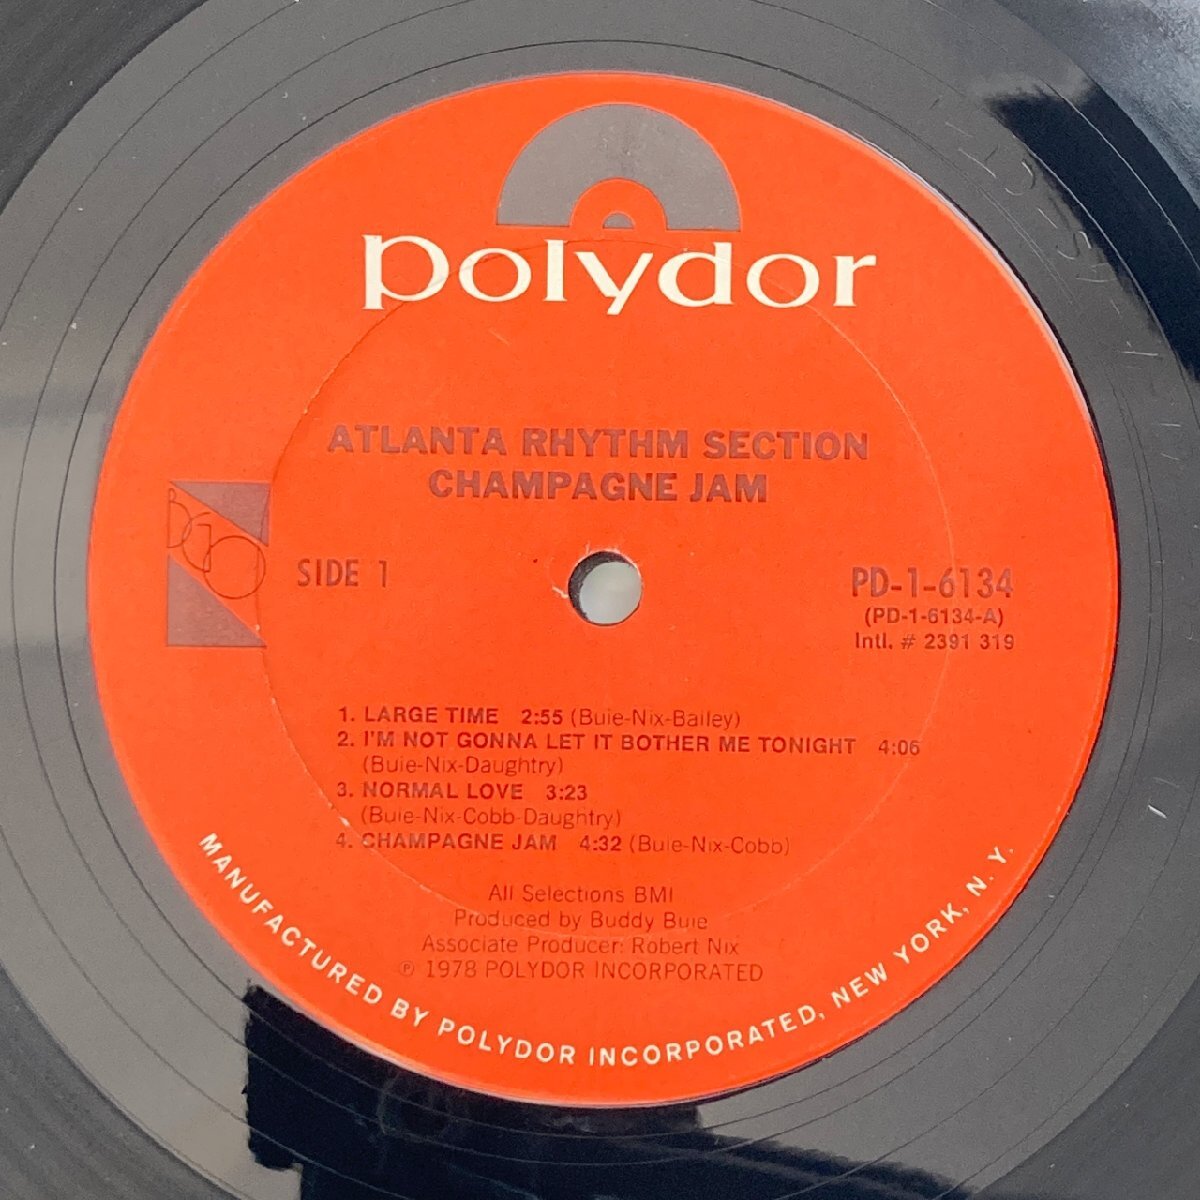 polydor
ATLANTA RHYTHM SECTION
CHAMPAGNE JAM
SIDE 1
PD-1-6134
(PD-1-6134-A)
Intl. # 2391 319
1. LARGE TIME 2:55 (Buie-Nix-Bailey)
2. I'M NOT GONNA LET IT BOTHER ME TONIGHT 4:06
(Buie-Nix-Daughtry)
3. NORMAL LOVE 3:23
(Buie-Nix-Cobb-Daughtry)
4. CHAMPAGNE JAM 4:32 (Buie-Nix-Cobb)
All Selections BMI
Produced by Buddy Buie
Associate Producer: Robert Nix
℗ 1978 POLYDOR INCORPORATED
MANUFACTURED BY POLYDOR INCORPORATED, NEW YORK, N. Y.